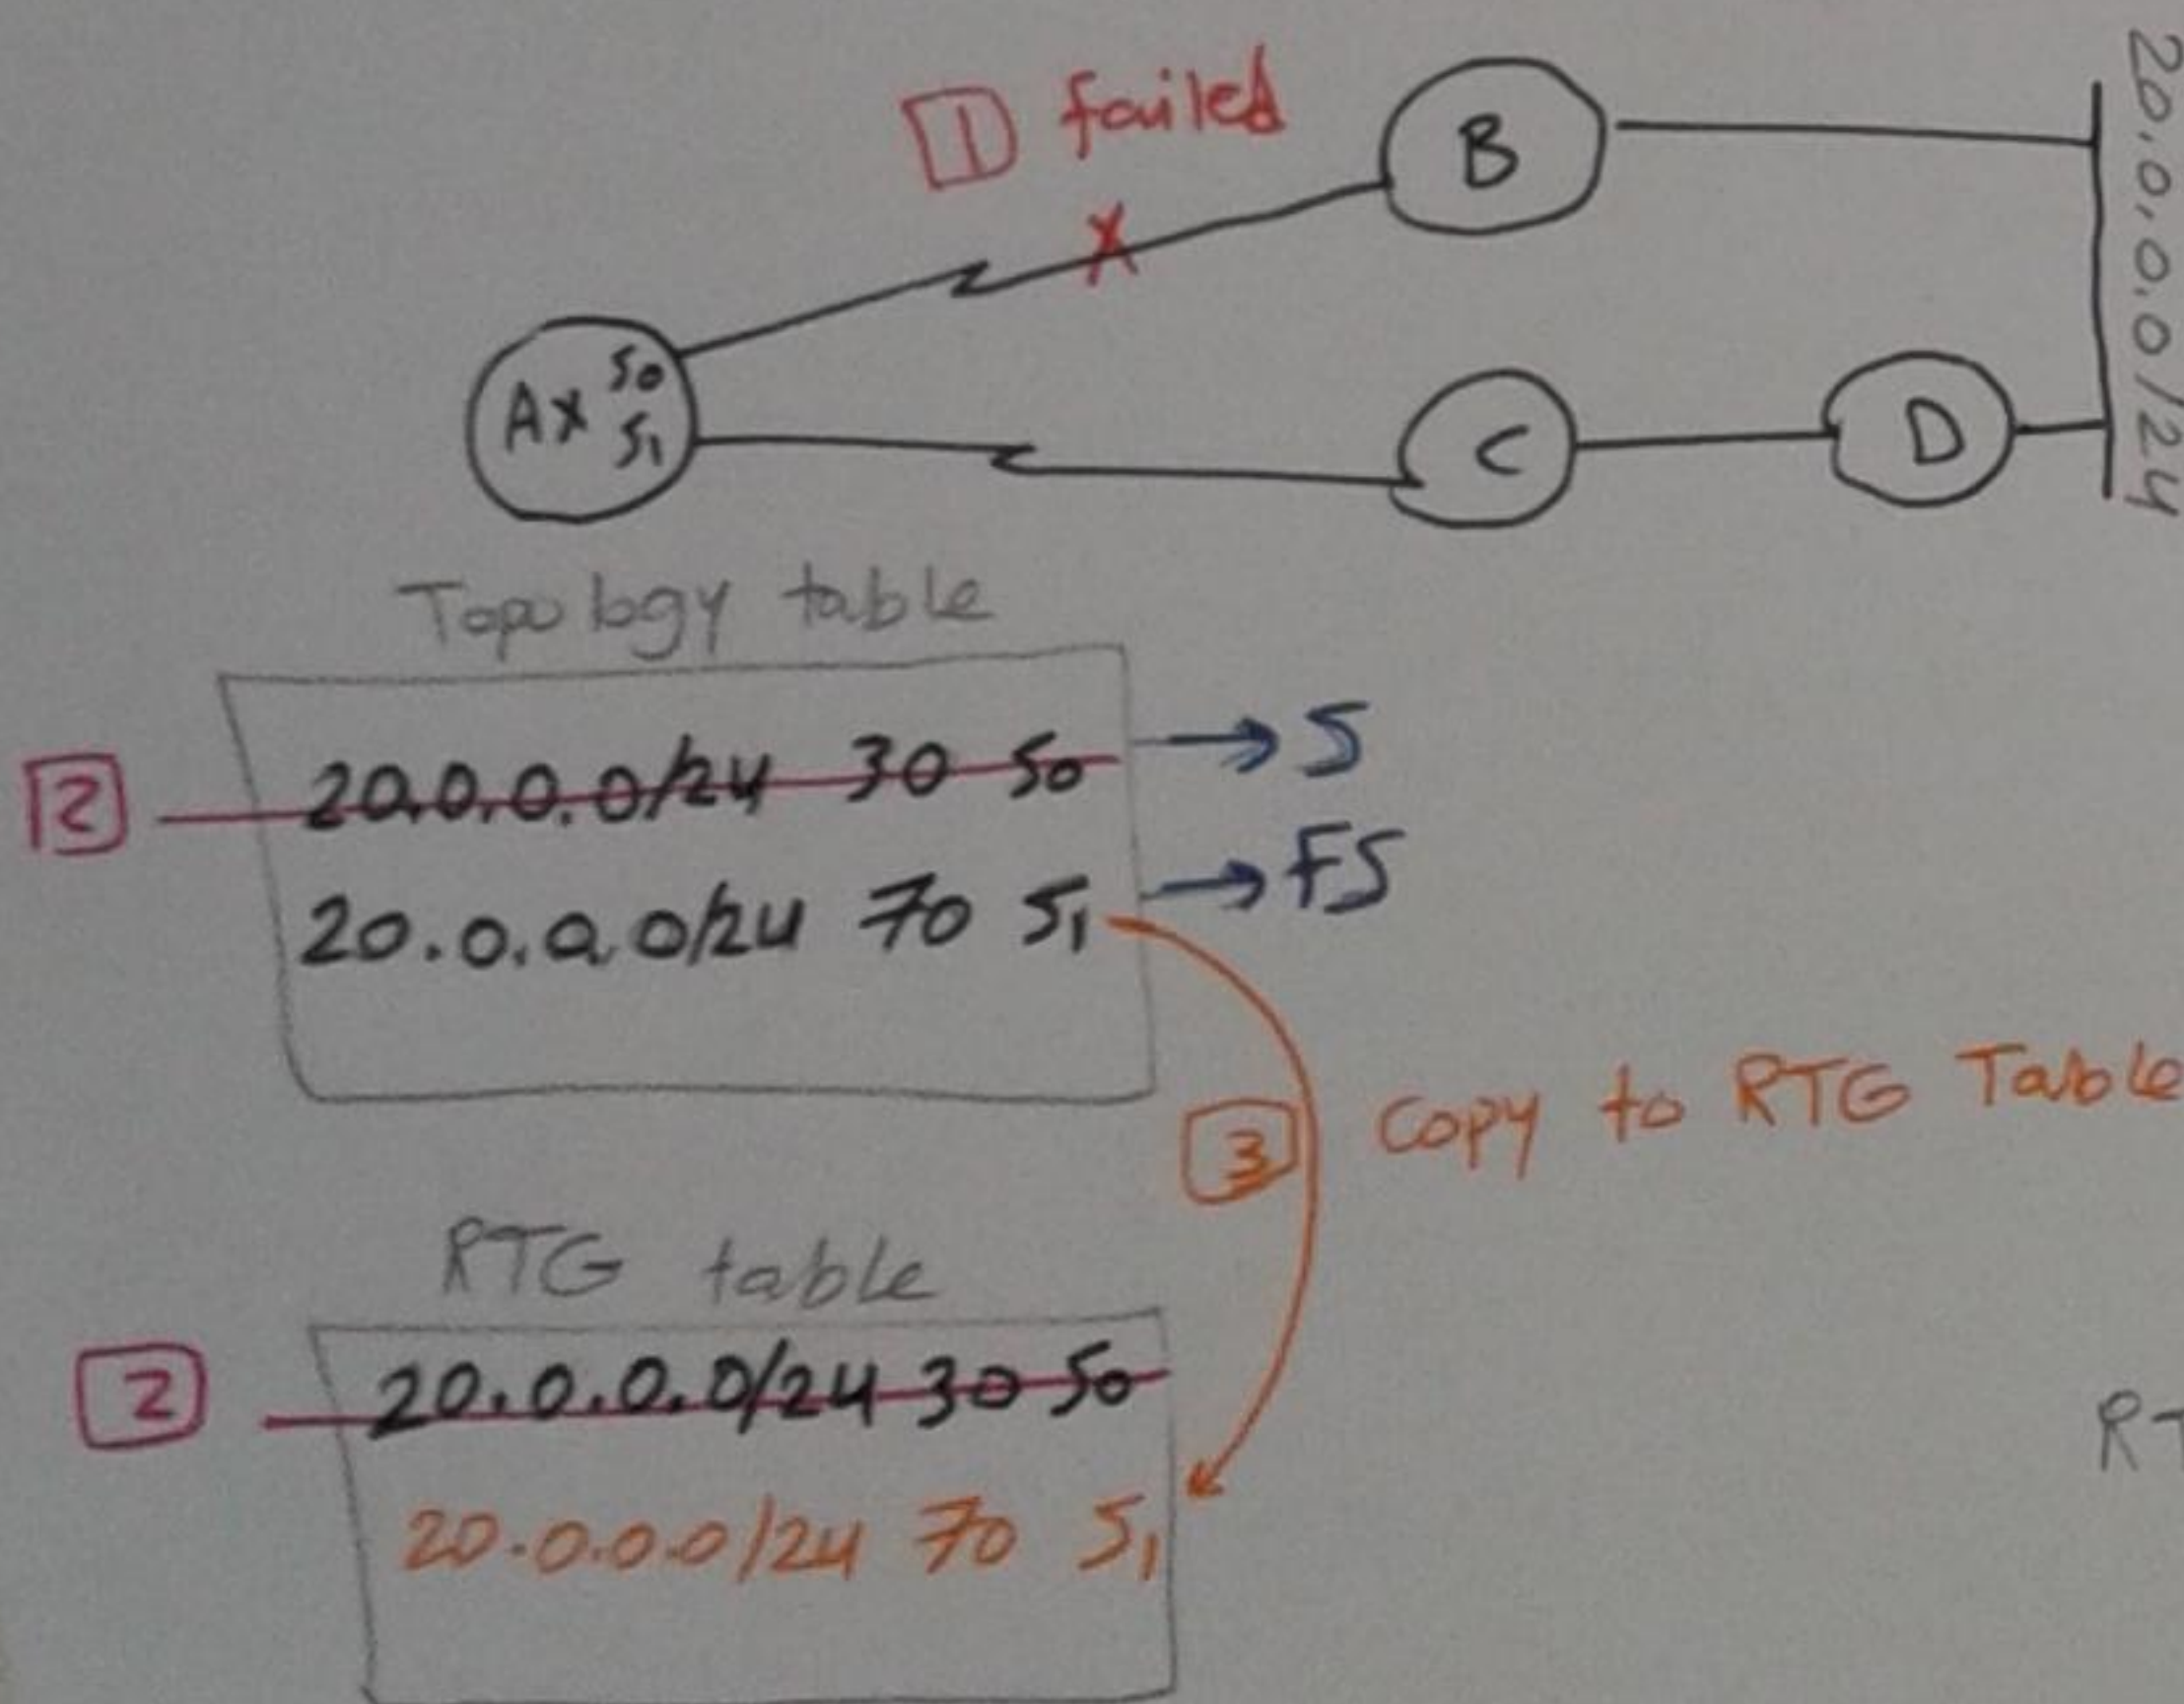 1 failed
B
20.0.0.0/24
Ax S0
S1
C
D
Topology table
2
20.0.0.0/24 30 S0
→ S
20.0.0.0/24 70 S1
→ FS
3 Copy to RTG Table
RTG table
2
20.0.0.0/24 30 S0
20.0.0.0/24 70 S1
RT